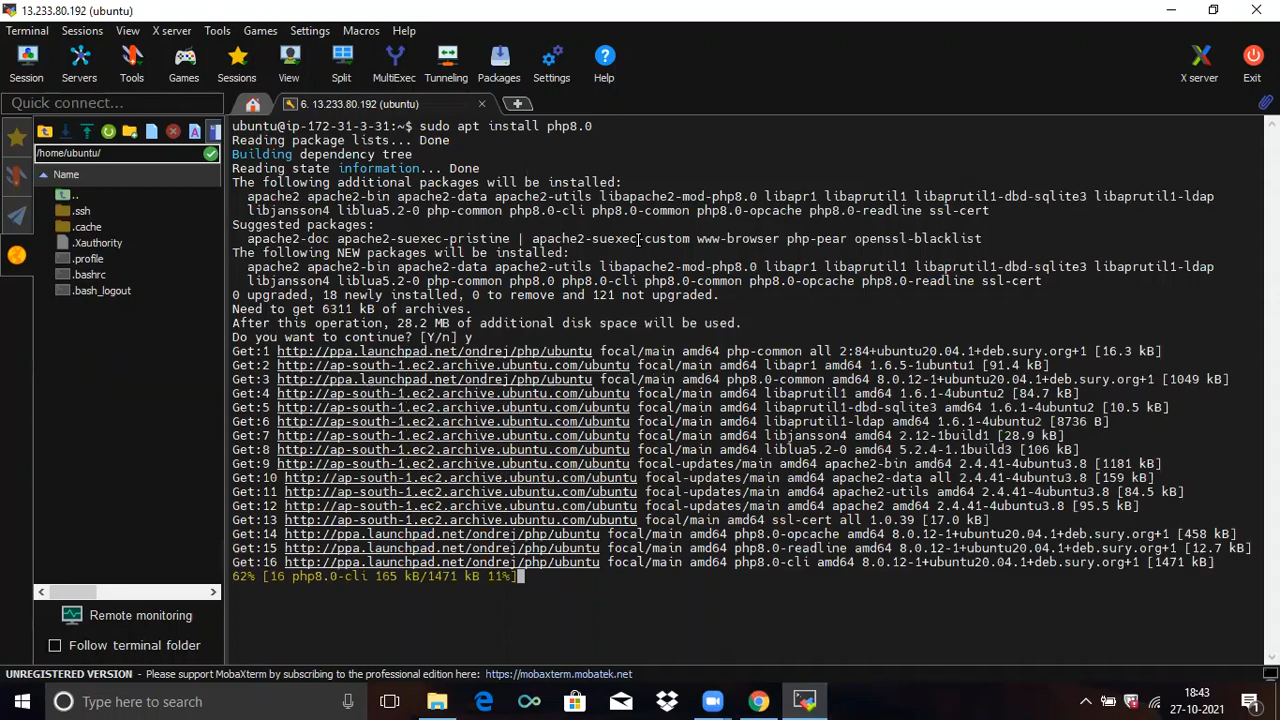 13.233.80.192 (ubuntu)
Terminal Sessions View X server Tools Games Settings Macros Help
Session Servers Tools Games Sessions View Split MultiExec Tunneling Packages Settings Help X server Exit
Quick connect...
6. 13.233.80.192 (ubuntu)
/home/ubuntu/
Name
..
.ssh
.cache
.Xauthority
.profile
.bashrc
.bash_logout
Remote monitoring
Follow terminal folder
ubuntu@ip-172-31-3-31:~$ sudo apt install php8.0
Reading package lists... Done
Building dependency tree
Reading state information... Done
The following additional packages will be installed:
apache2 apache2-bin apache2-data apache2-utils libapache2-mod-php8.0 libapr1 libaprutil1 libaprutil1-dbd-sqlite3 libaprutil1-ldap
libjansson4 liblua5.2-0 php-common php8.0-cli php8.0-common php8.0-opcache php8.0-readline ssl-cert
Suggested packages:
apache2-doc apache2-suexec-pristine | apache2-suexec-custom www-browser php-pear openssl-blacklist
The following NEW packages will be installed:
apache2 apache2-bin apache2-data apache2-utils libapache2-mod-php8.0 libapr1 libaprutil1 libaprutil1-dbd-sqlite3 libaprutil1-ldap
libjansson4 liblua5.2-0 php-common php8.0 php8.0-cli php8.0-common php8.0-opcache php8.0-readline ssl-cert
0 upgraded, 18 newly installed, 0 to remove and 121 not upgraded.
Need to get 6311 kB of archives.
After this operation, 28.2 MB of additional disk space will be used.
Do you want to continue? [Y/n] y
Get:1 http://ppa.launchpad.net/ondrej/php/ubuntu focal/main amd64 php-common all 2:84+ubuntu20.04.1+deb.sury.org+1 [16.3 kB]
Get:2 http://ap-south-1.ec2.archive.ubuntu.com/ubuntu focal/main amd64 libapr1 amd64 1.6.5-1ubuntu1 [91.4 kB]
Get:3 http://ppa.launchpad.net/ondrej/php/ubuntu focal/main amd64 php8.0-common amd64 8.0.12-1+ubuntu20.04.1+deb.sury.org+1 [1049 kB]
Get:4 http://ap-south-1.ec2.archive.ubuntu.com/ubuntu focal/main amd64 libaprutil1 amd64 1.6.1-4ubuntu2 [84.7 kB]
Get:5 http://ap-south-1.ec2.archive.ubuntu.com/ubuntu focal/main amd64 libaprutil1-dbd-sqlite3 amd64 1.6.1-4ubuntu2 [10.5 kB]
Get:6 http://ap-south-1.ec2.archive.ubuntu.com/ubuntu focal/main amd64 libaprutil1-ldap amd64 1.6.1-4ubuntu2 [8736 B]
Get:7 http://ap-south-1.ec2.archive.ubuntu.com/ubuntu focal/main amd64 libjansson4 amd64 2.12-1build1 [28.9 kB]
Get:8 http://ap-south-1.ec2.archive.ubuntu.com/ubuntu focal/main amd64 liblua5.2-0 amd64 5.2.4-1.1build3 [106 kB]
Get:9 http://ap-south-1.ec2.archive.ubuntu.com/ubuntu focal-updates/main amd64 apache2-bin amd64 2.4.41-4ubuntu3.8 [1181 kB]
Get:10 http://ap-south-1.ec2.archive.ubuntu.com/ubuntu focal-updates/main amd64 apache2-data all 2.4.41-4ubuntu3.8 [159 kB]
Get:11 http://ap-south-1.ec2.archive.ubuntu.com/ubuntu focal-updates/main amd64 apache2-utils amd64 2.4.41-4ubuntu3.8 [84.5 kB]
Get:12 http://ap-south-1.ec2.archive.ubuntu.com/ubuntu focal-updates/main amd64 apache2 amd64 2.4.41-4ubuntu3.8 [95.5 kB]
Get:13 http://ap-south-1.ec2.archive.ubuntu.com/ubuntu focal/main amd64 ssl-cert all 1.0.39 [17.0 kB]
Get:14 http://ppa.launchpad.net/ondrej/php/ubuntu focal/main amd64 php8.0-opcache amd64 8.0.12-1+ubuntu20.04.1+deb.sury.org+1 [458 kB]
Get:15 http://ppa.launchpad.net/ondrej/php/ubuntu focal/main amd64 php8.0-readline amd64 8.0.12-1+ubuntu20.04.1+deb.sury.org+1 [12.7 kB]
Get:16 http://ppa.launchpad.net/ondrej/php/ubuntu focal/main amd64 php8.0-cli amd64 8.0.12-1+ubuntu20.04.1+deb.sury.org+1 [1471 kB]
62% [16 php8.0-cli 165 kB/1471 kB 11%]
UNREGISTERED VERSION - Please support MobaXterm by subscribing to the professional edition here: https://mobaxterm.mobatek.net
Type here to search
18:43
27-10-2021
1